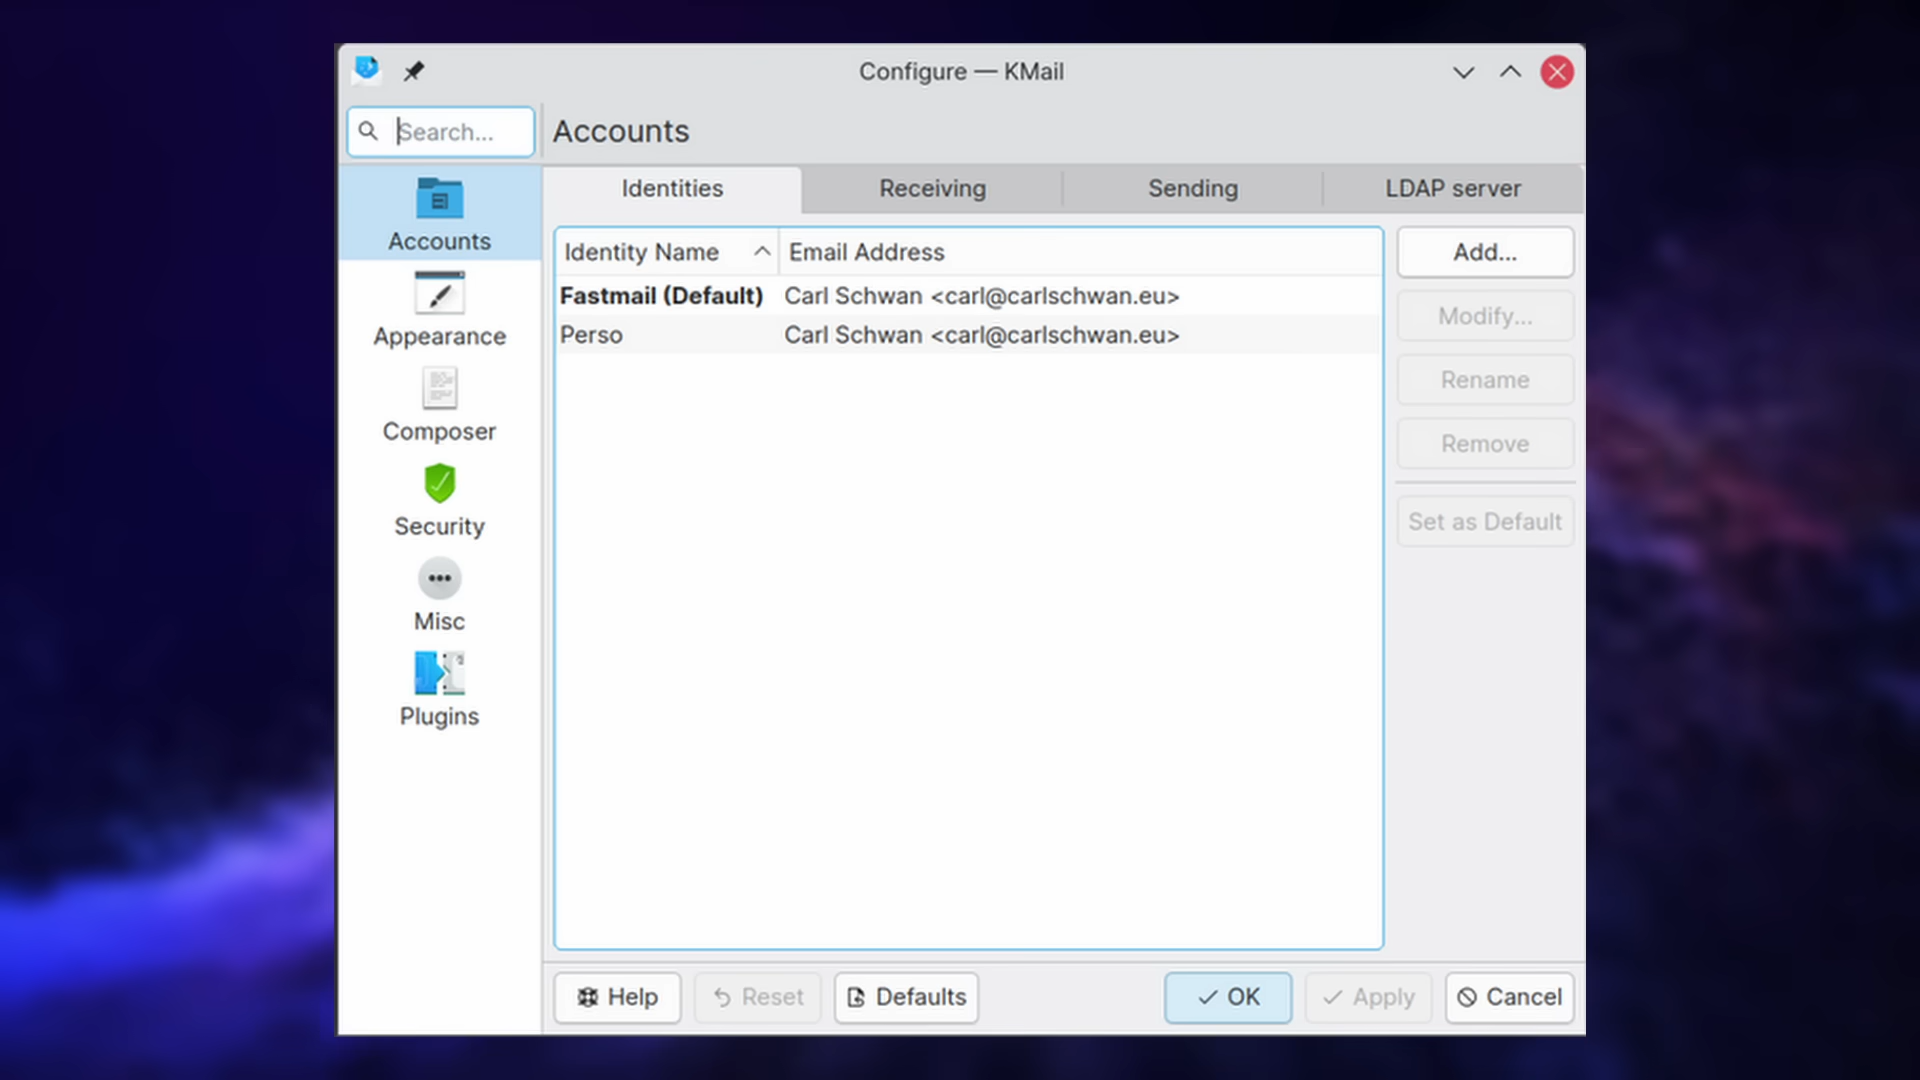 Configure — KMail
Search...
Accounts
Accounts
Appearance
Composer
Security
Misc
Plugins
Identities
Receiving
Sending
LDAP server
Identity Name
Email Address
Fastmail (Default)
Carl Schwan <carl@carlschwan.eu>
Perso
Carl Schwan <carl@carlschwan.eu>
Add...
Modify...
Rename
Remove
Set as Default
Help
Reset
Defaults
OK
Apply
Cancel